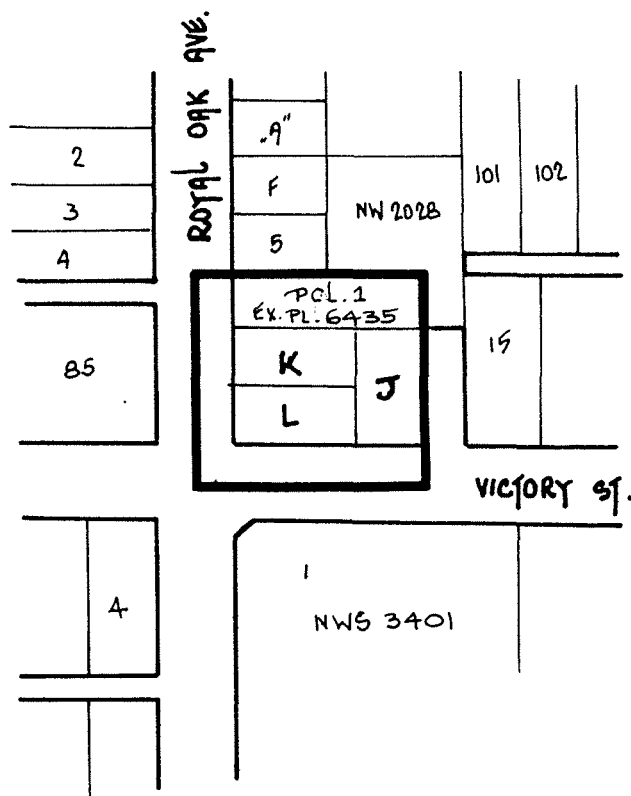 ROYAL OAK AVE.
2
3
4
„A"
F
5
NW 2028
101
102
PCL. 1
EX. PL. 6435
K
L
J
85
15
VICTORY ST.
4
1
NWS 3401